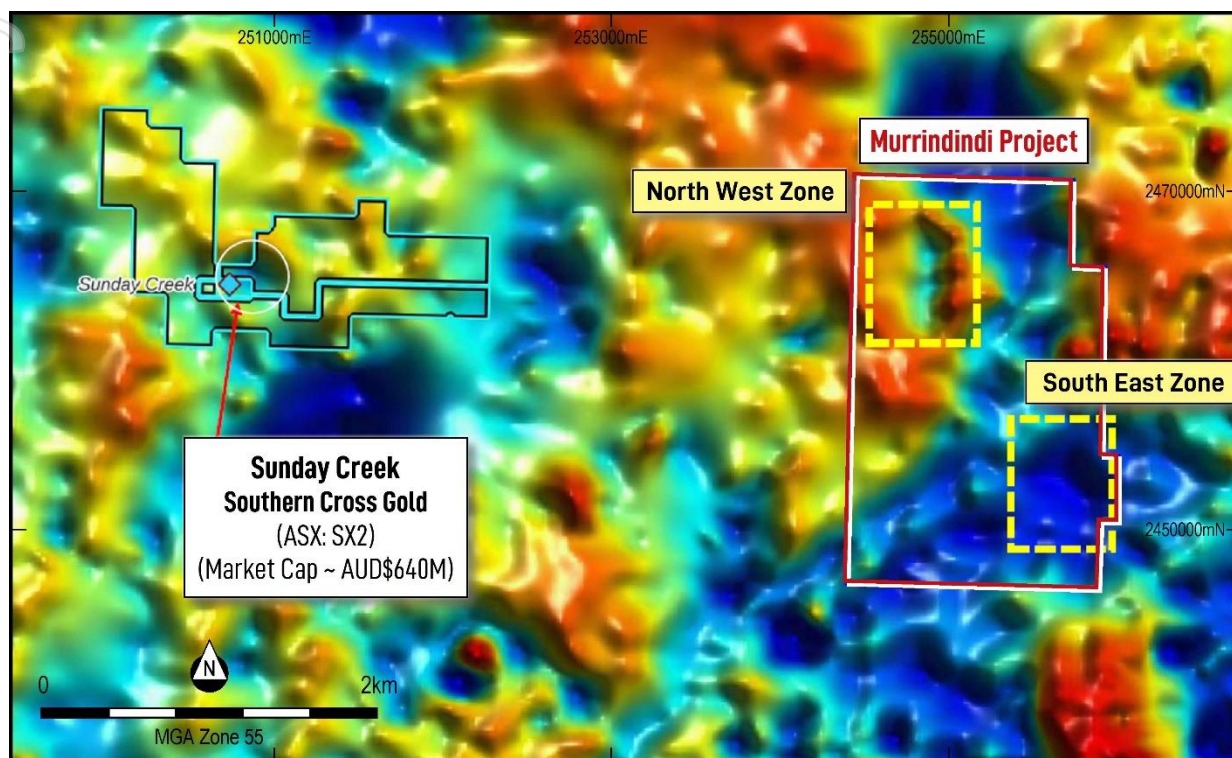 251000mE
253000mE
255000mE
Murrindindi Project
North West Zone
2470000mN
Sunday Creek
South East Zone
Sunday Creek
Southern Cross Gold
(ASX: SX2)
(Market Cap ~ AUD$640M)
2450000mN
N
0
2km
MGA Zone 55